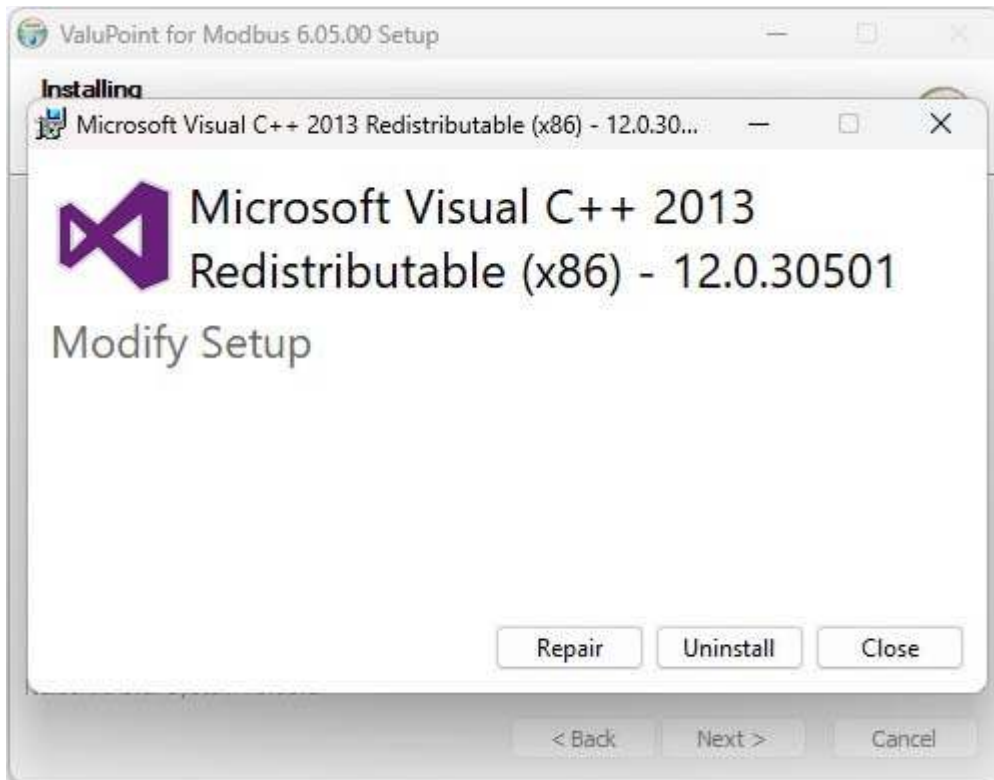 ValuPoint for Modbus 6.05.00 Setup
Installing
Microsoft Visual C++ 2013 Redistributable (x86) - 12.0.30...
Microsoft Visual C++ 2013
Redistributable (x86) - 12.0.30501
Modify Setup
Repair Uninstall Close
< Back Next > Cancel